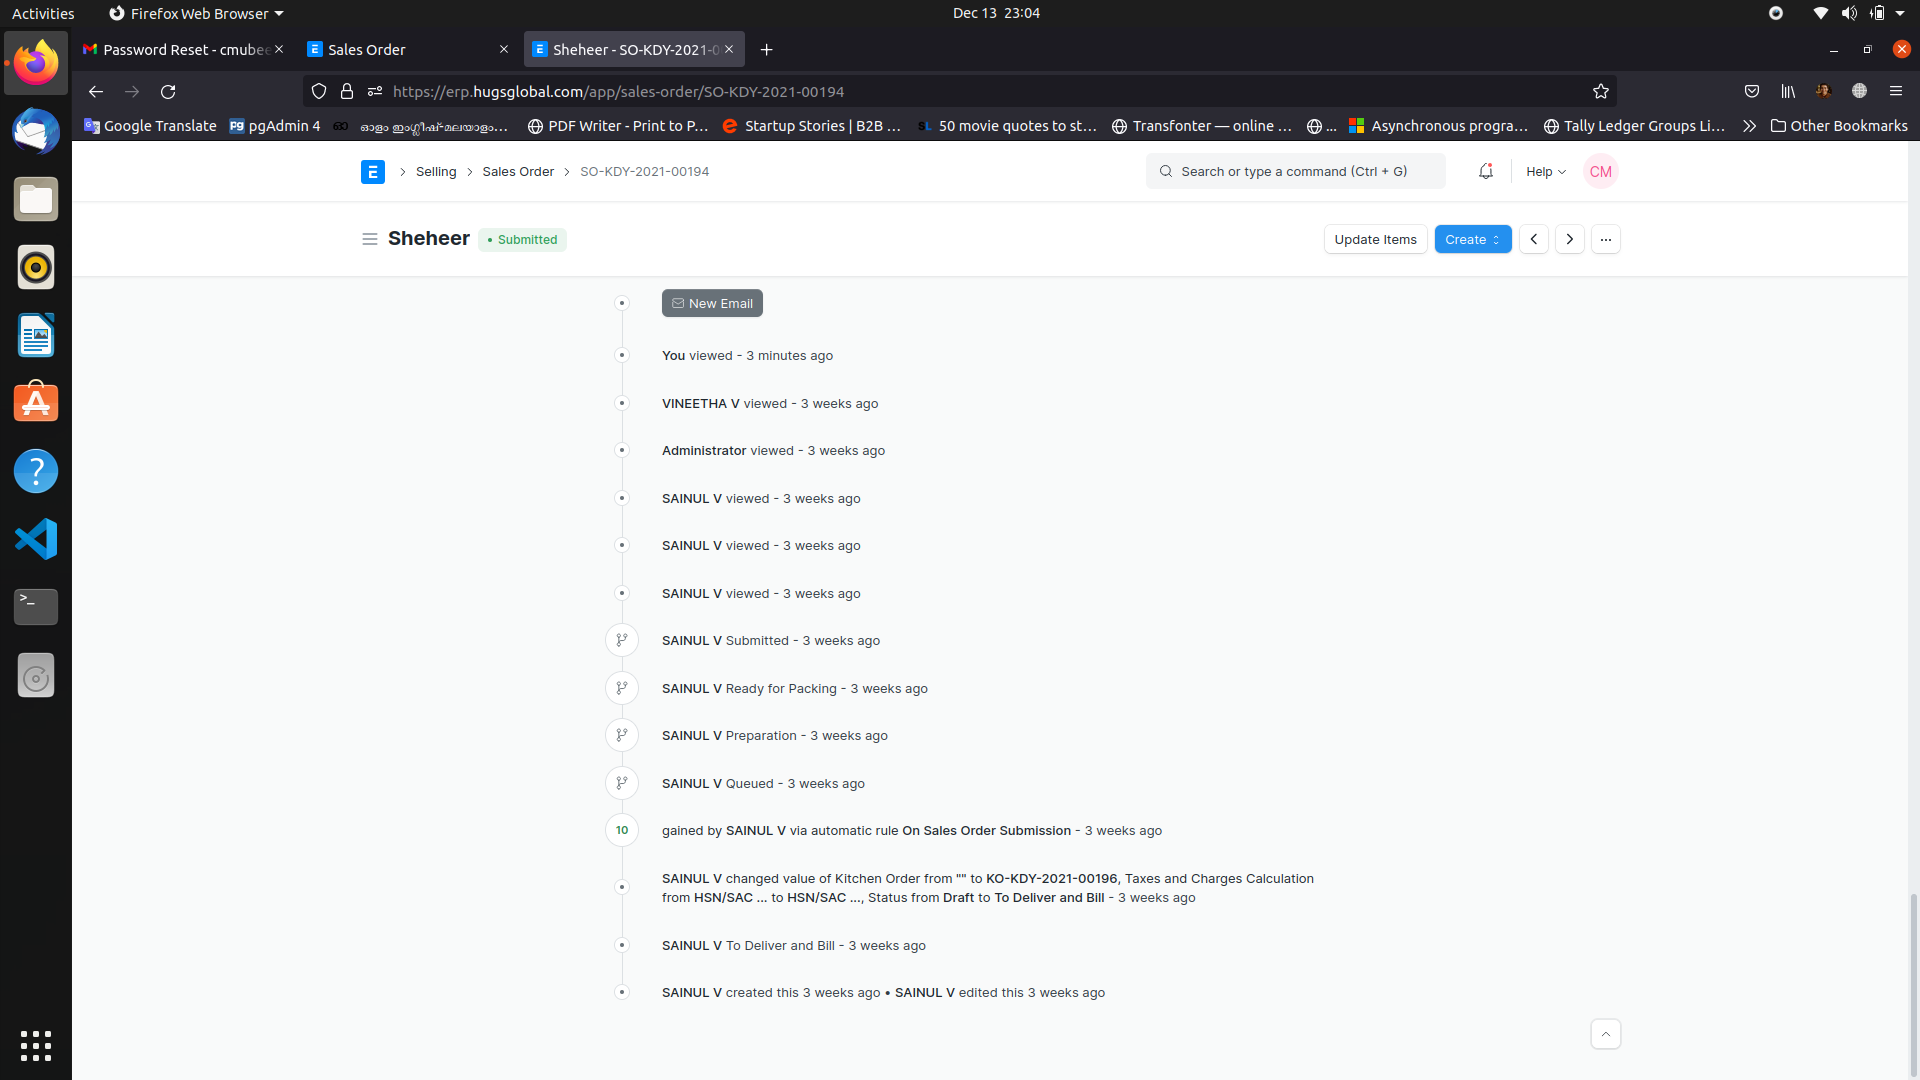 Activities
Firefox Web Browser
Dec 13 23:04
Password Reset - cmubee
Sales Order
Sheheer - SO-KDY-2021-0
https://erp.hugsglobal.com/app/sales-order/SO-KDY-2021-00194
Google Translate
pgAdmin 4
ഓളം ഇംഗ്ലീഷ്-മലയാളം...
PDF Writer - Print to P...
Startup Stories | B2B ...
SL 50 movie quotes to st...
Transfonter — online ...
...
Asynchronous progra...
Tally Ledger Groups Li...
Other Bookmarks
E
Selling
Sales Order
SO-KDY-2021-00194
Search or type a command (Ctrl + G)
Help
CM
Sheheer
Submitted
Update Items
Create
New Email
You viewed - 3 minutes ago
VINEETHA V viewed - 3 weeks ago
Administrator viewed - 3 weeks ago
SAINUL V viewed - 3 weeks ago
SAINUL V viewed - 3 weeks ago
SAINUL V viewed - 3 weeks ago
SAINUL V Submitted - 3 weeks ago
SAINUL V Ready for Packing - 3 weeks ago
SAINUL V Preparation - 3 weeks ago
SAINUL V Queued - 3 weeks ago
10 gained by SAINUL V via automatic rule On Sales Order Submission - 3 weeks ago
SAINUL V changed value of Kitchen Order from "" to KO-KDY-2021-00196, Taxes and Charges Calculation
from HSN/SAC ... to HSN/SAC ..., Status from Draft to To Deliver and Bill - 3 weeks ago
SAINUL V To Deliver and Bill - 3 weeks ago
SAINUL V created this 3 weeks ago • SAINUL V edited this 3 weeks ago